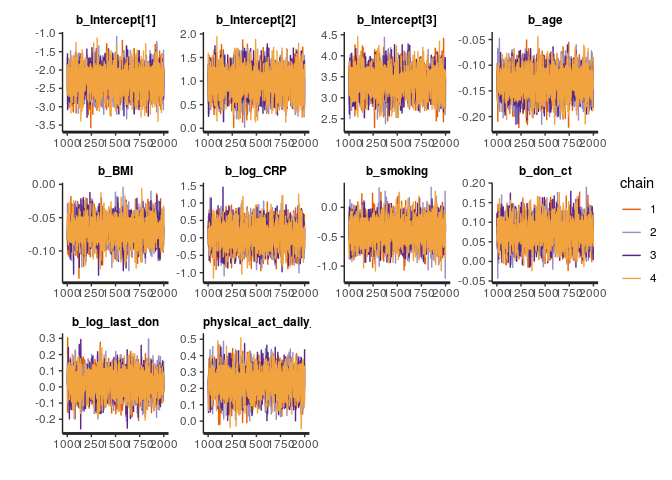 b_Intercept[1] b_Intercept[2] b_Intercept[3] b_age
-1.0 -1.5 -2.0 -2.5 -3.0 -3.5
2.0 1.5 1.0 0.5 0.0
4.5 4.0 3.5 3.0 2.5
-0.05 -0.10 -0.15 -0.20
1000 1250 1500 1750 2000 1000 1250 1500 1750 2000 1000 1250 1500 1750 2000 1000 1250 1500 1750 2000
b_BMI b_log_CRP b_smoking b_don_ct
0.00 -0.05 -0.10
1.5 1.0 0.5 0.0 -0.5 -1.0
0.0 -0.5 -1.0
0.20 0.15 0.10 0.05 0.00 -0.05
1000 1250 1500 1750 2000 1000 1250 1500 1750 2000 1000 1250 1500 1750 2000 1000 1250 1500 1750 2000
chain
1
2
3
4
b_log_last_don physical_act_daily_
0.3 0.2 0.1 0.0 -0.1 -0.2
0.5 0.4 0.3 0.2 0.1 0.0
1000 1250 1500 1750 2000 1000 1250 1500 1750 2000